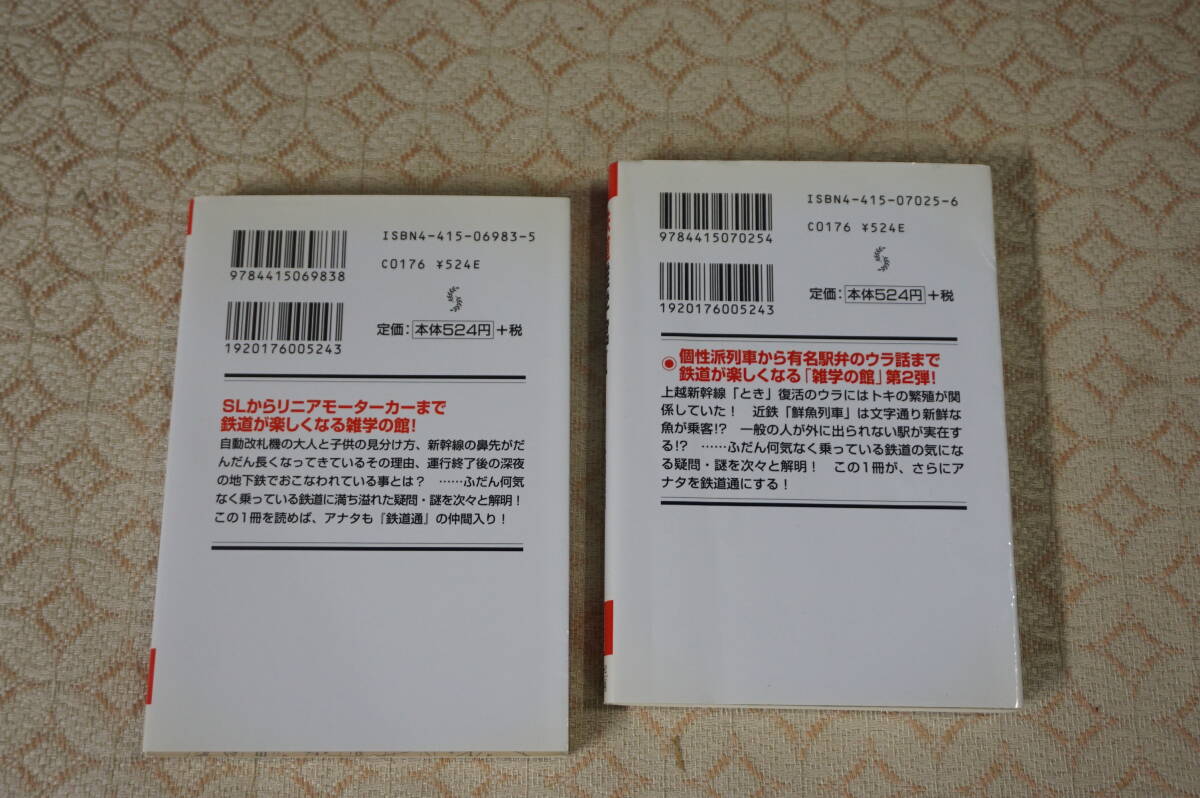 ISBN4-415-06983-5
9784415069838
C0176 ¥524E
1920176005243
定価：本体524円+税
SLからリニアモーターカーまで
鉄道が楽しくなる雑学の館！
自動改札機の大人と子供の見分け方、新幹線の鼻先がだ
んだん長くなってきているその理由、運行終了後の深夜
の地下鉄でおこなわれている事とは？　……ふだん何気
なく乗っている鉄道に満ち溢れた疑問・謎を次々と解明！
この1冊を読めば、アナタも『鉄道通』の仲間入り！
ISBN4-415-07025-6
9784415070254
C0176 ¥524E
1920176005243
定価：本体524円+税
個性派列車から有名駅弁のウラ話まで
鉄道が楽しくなる「雑学の館」第2弾！
上越新幹線「とき」復活のウラにはトキの繁殖が関
係していた！　近鉄「鮮魚列車」は文字通り新鮮な
魚が乗客!?　一般の人が外に出られない駅が実在す
る!?　……ふだん何気なく乗っている鉄道の気にな
る疑問・謎を次々と解明！　この1冊が、さらにア
ナタを鉄道通にする！